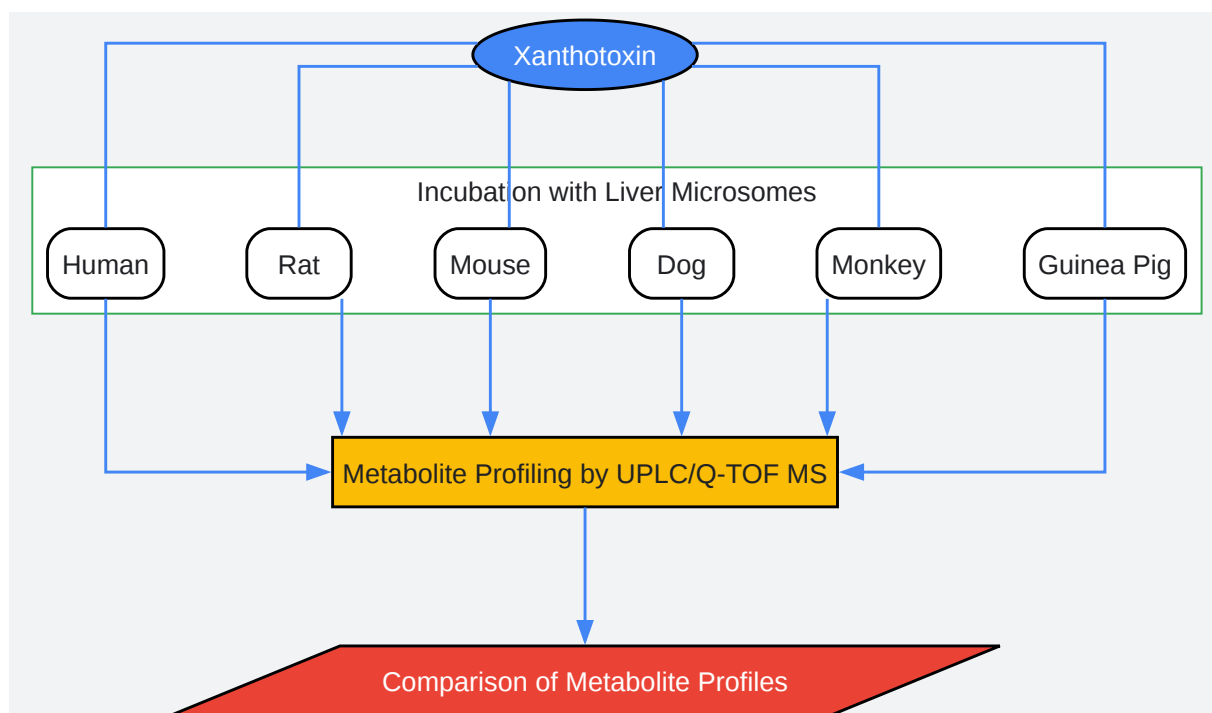 Xanthotoxin
Incubation with Liver Microsomes
Human
Rat
Mouse
Dog
Monkey
Guinea Pig
Metabolite Profiling by UPLC/Q-TOF MS
Comparison of Metabolite Profiles